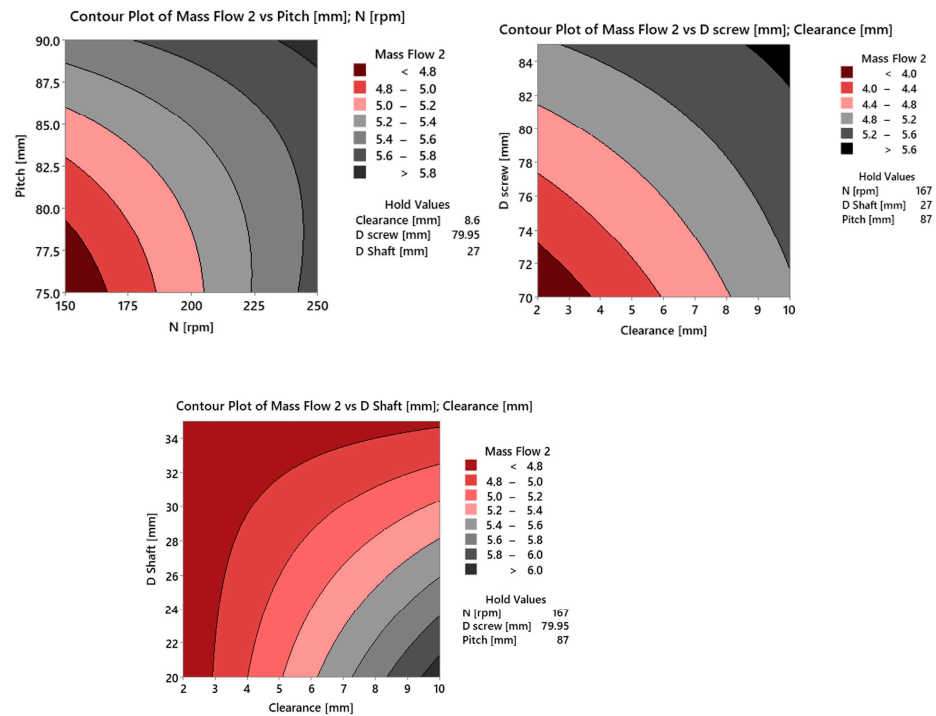 Contour Plot of Mass Flow 2 vs Pitch [mm]; N [rpm]
90.0
87.5
85.0
82.5
80.0
77.5
75.0
Pitch [mm]
150 175 200 225 250
N [rpm]
Mass Flow 2
< 4.8
4.8 – 5.0
5.0 – 5.2
5.2 – 5.4
5.4 – 5.6
5.6 – 5.8
> 5.8
Hold Values
Clearance [mm] 8.6
D screw [mm] 79.95
D Shaft [mm] 27
Contour Plot of Mass Flow 2 vs D screw [mm]; Clearance [mm]
84
82
80
78
76
74
72
70
D screw [mm]
2 3 4 5 6 7 8 9 10
Clearance [mm]
Mass Flow 2
< 4.0
4.0 – 4.4
4.4 – 4.8
4.8 – 5.2
5.2 – 5.6
> 5.6
Hold Values
N [rpm] 167
D Shaft [mm] 27
Pitch [mm] 87
Contour Plot of Mass Flow 2 vs D Shaft [mm]; Clearance [mm]
34
32
30
28
26
24
22
20
D Shaft [mm]
2 3 4 5 6 7 8 9 10
Clearance [mm]
Mass Flow 2
< 4.8
4.8 – 5.0
5.0 – 5.2
5.2 – 5.4
5.4 – 5.6
5.6 – 5.8
5.8 – 6.0
> 6.0
Hold Values
N [rpm] 167
D screw [mm] 79.95
Pitch [mm] 87